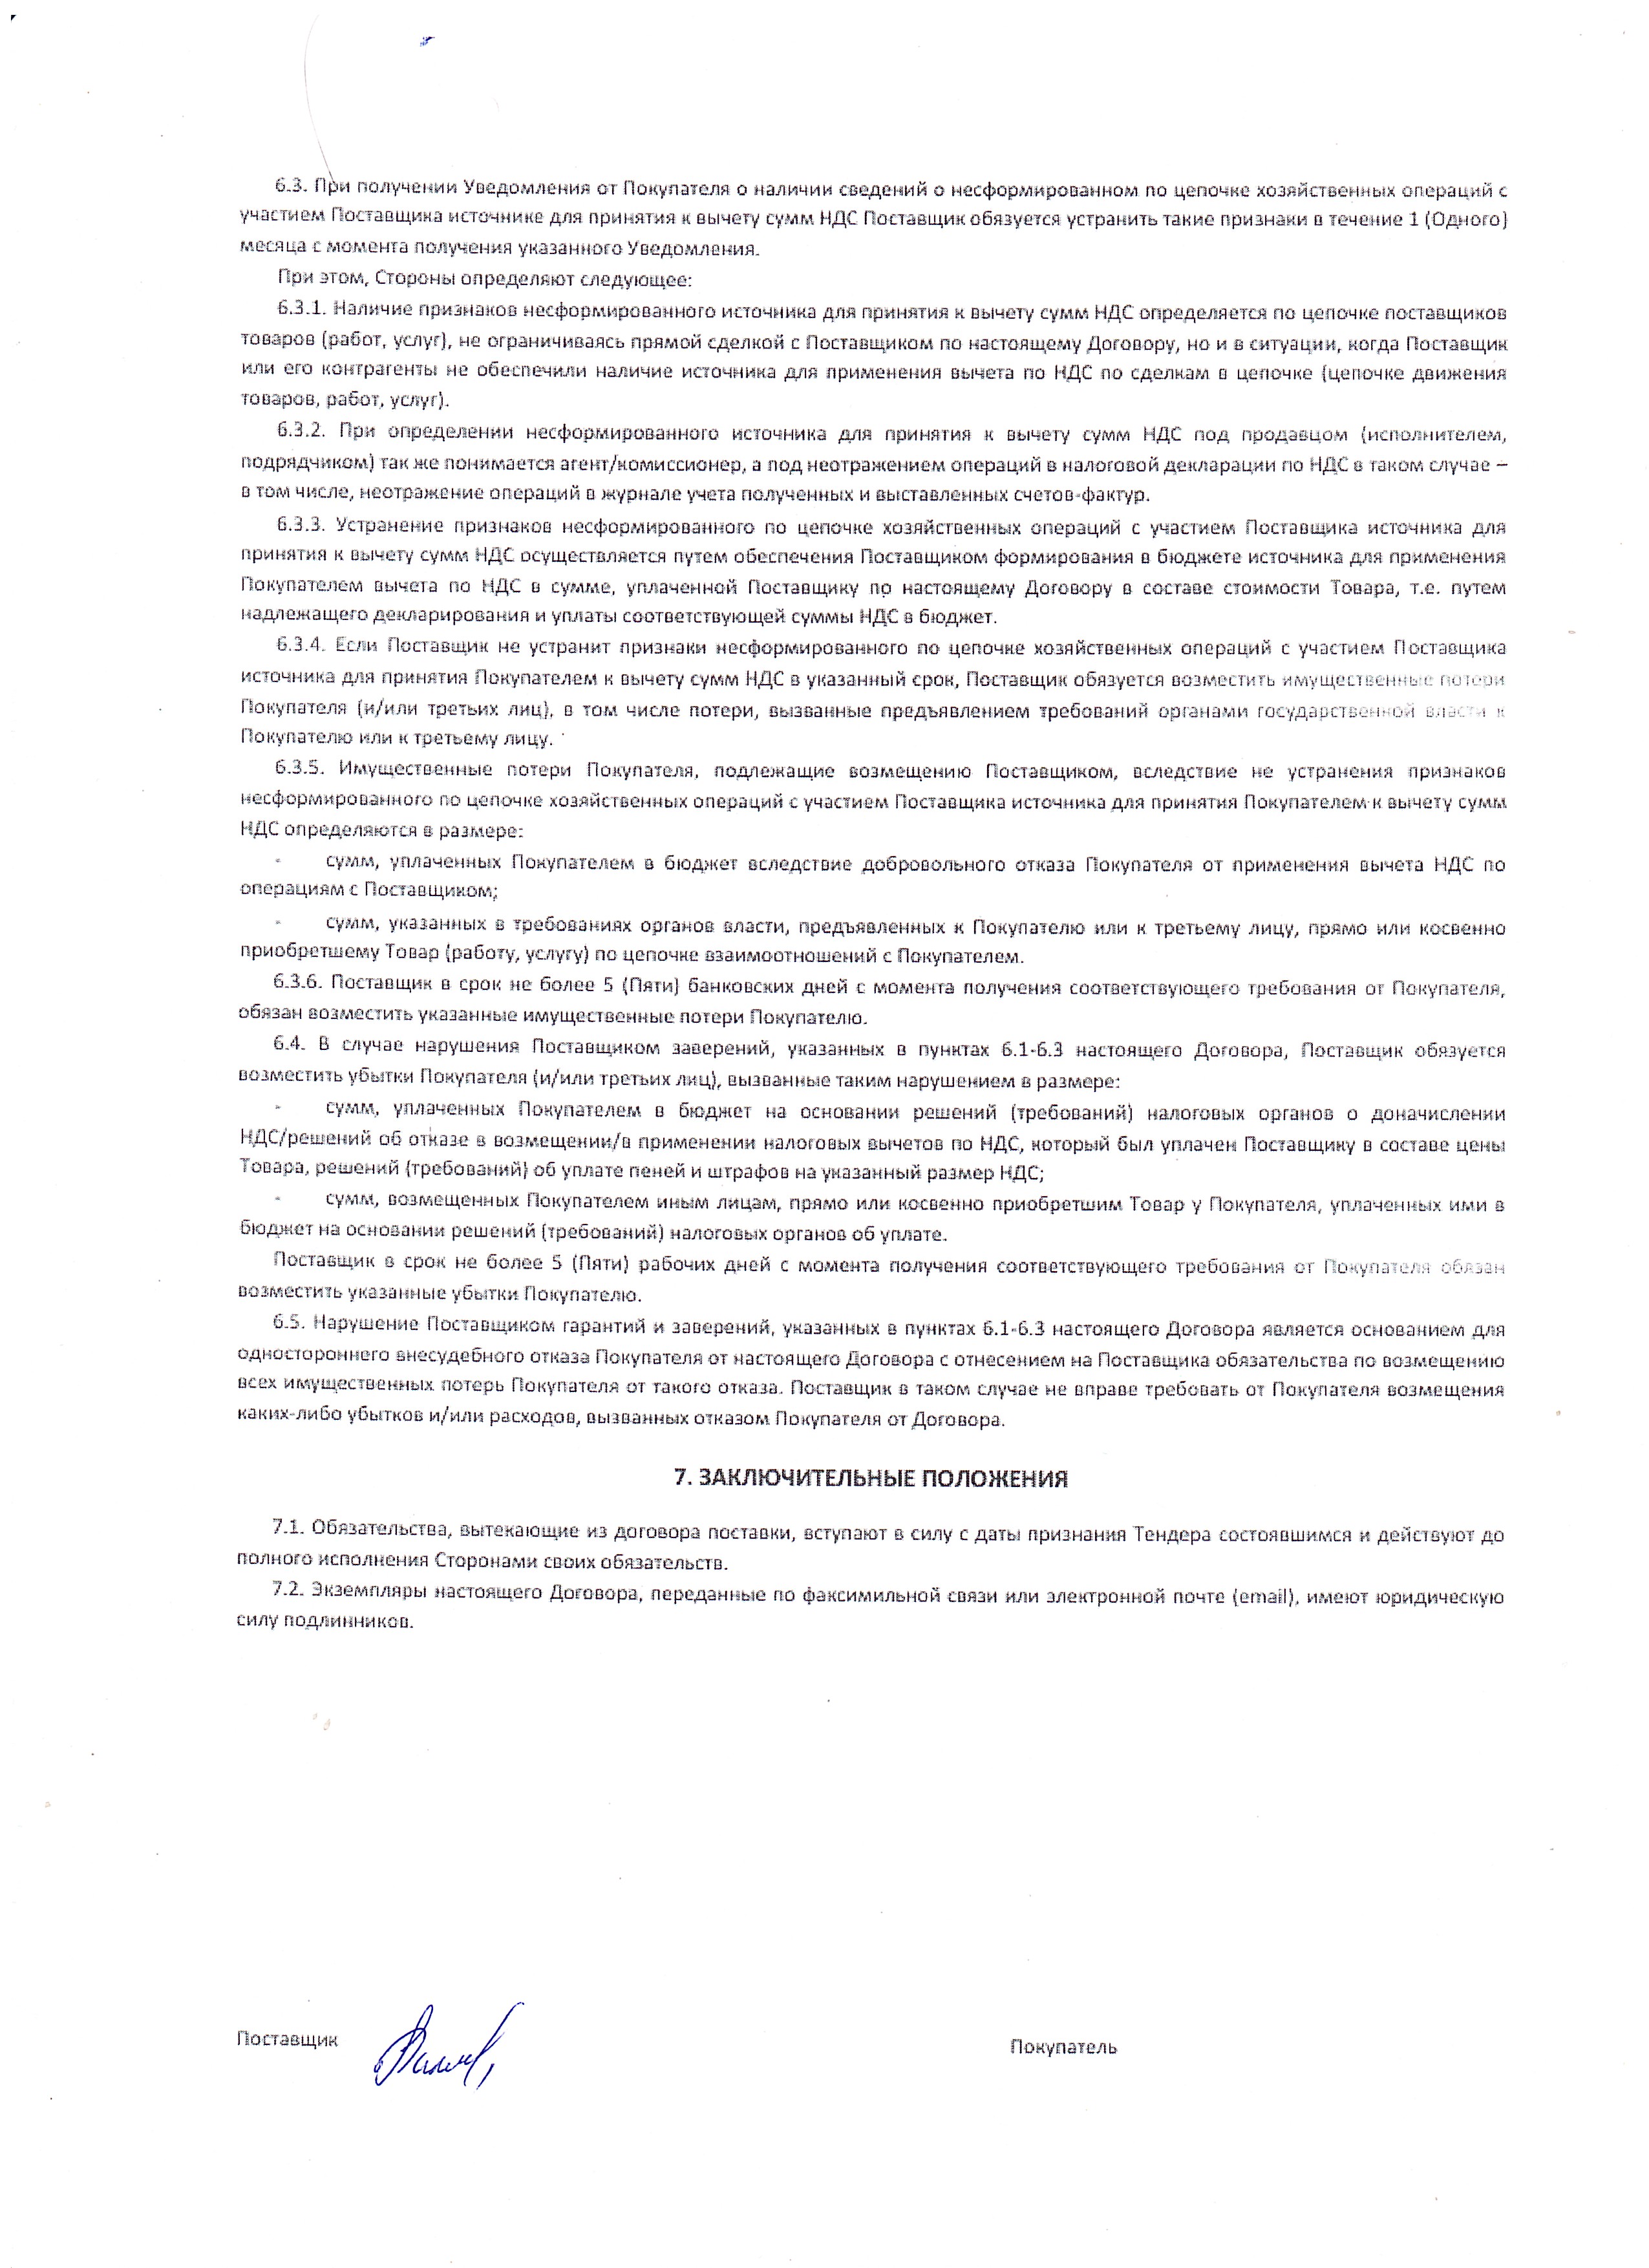 6.3. При получении Уведомления от Покупателя о наличии сведений о несформированном по цепочке хозяйственных операций с
участием Поставщика источнике для принятия к вычету сумм НДС Поставщик обязуется устранить такие признаки в течение 1 (Одного)
месяца с момента получения указанного Уведомления.
При этом, Стороны определяют следующее:
6.3.1. Наличие признаков несформированного источника для принятия к вычету сумм НДС определяется по цепочке поставщиков
товаров (работ, услуг), не ограничиваясь прямой сделкой с Поставщиком по настоящему Договору, но и в ситуации, когда Поставщик
или его контрагенты не обеспечили наличие источника для применения вычета по НДС по сделкам в цепочке (цепочке движения
товаров, работ, услуг).
6.3.2. При определении несформированного источника для принятия к вычету сумм НДС под продавцом (исполнителем,
подрядчиком) так же понимается агент/комиссионер, а под неотражением операций в налоговой декларации по НДС в таком случае –
в том числе, неотражение операций в журнале учета полученных и выставленных счетов-фактур.
6.3.3. Устранение признаков несформированного по цепочке хозяйственных операций с участием Поставщика источника для
принятия к вычету сумм НДС осуществляется путем обеспечения Поставщиком формирования в бюджете источника для применения
Покупателем вычета по НДС в сумме, уплаченной Поставщику по настоящему Договору в составе стоимости Товара, т.е. путем
надлежащего декларирования и уплаты соответствующей суммы НДС в бюджет.
6.3.4. Если Поставщик не устранит признаки несформированного по цепочке хозяйственных операций с участием Поставщика
источника для принятия Покупателем к вычету сумм НДС в указанный срок, Поставщик обязуется возместить имущественные потери
Покупателя (и/или третьих лиц), в том числе потери, вызванные предъявлением требований органами государственной власти к
Покупателю или к третьему лицу.
6.3.5. Имущественные потери Покупателя, подлежащие возмещению Поставщиком, вследствие не устранения признаков
несформированного по цепочке хозяйственных операций с участием Поставщика источника для принятия Покупателем к вычету сумм
НДС определяются в размере:
- сумм, уплаченных Покупателем в бюджет вследствие добровольного отказа Покупателя от применения вычета НДС по
операциям с Поставщиком;
- сумм, указанных в требованиях органов власти, предъявленных к Покупателю или к третьему лицу, прямо или косвенно
приобретшему Товар (работу, услугу) по цепочке взаимоотношений с Покупателем.
6.3.6. Поставщик в срок не более 5 (Пяти) банковских дней с момента получения соответствующего требования от Покупателя,
обязан возместить указанные имущественные потери Покупателю.
6.4. В случае нарушения Поставщиком заверений, указанных в пунктах 6.1-6.3 настоящего Договора, Поставщик обязуется
возместить убытки Покупателя (и/или третьих лиц), вызванные таким нарушением в размере:
- сумм, уплаченных Покупателем в бюджет на основании решений (требований) налоговых органов о доначислении
НДС/решений об отказе в возмещении/в применении налоговых вычетов по НДС, который был уплачен Поставщику в составе цены
Товара, решений (требований) об уплате пеней и штрафов на указанный размер НДС;
- сумм, возмещенных Покупателем иным лицам, прямо или косвенно приобретшим Товар у Покупателя, уплаченных ими в
бюджет на основании решений (требований) налоговых органов об уплате.
Поставщик в срок не более 5 (Пяти) рабочих дней с момента получения соответствующего требования от Покупателя обязан
возместить указанные убытки Покупателю.
6.5. Нарушение Поставщиком гарантий и заверений, указанных в пунктах 6.1-6.3 настоящего Договора является основанием для
одностороннего внесудебного отказа Покупателя от настоящего Договора с отнесением на Поставщика обязательства по возмещению
всех имущественных потерь Покупателя от такого отказа. Поставщик в таком случае не вправе требовать от Покупателя возмещения
каких-либо убытков и/или расходов, вызванных отказом Покупателя от Договора.
7. ЗАКЛЮЧИТЕЛЬНЫЕ ПОЛОЖЕНИЯ
7.1. Обязательства, вытекающие из договора поставки, вступают в силу с даты признания Тендера состоявшимся и действуют до
полного исполнения Сторонами своих обязательств.
7.2. Экземпляры настоящего Договора, переданные по факсимильной связи или электронной почте (email), имеют юридическую
силу подлинников.
Поставщик
Покупатель